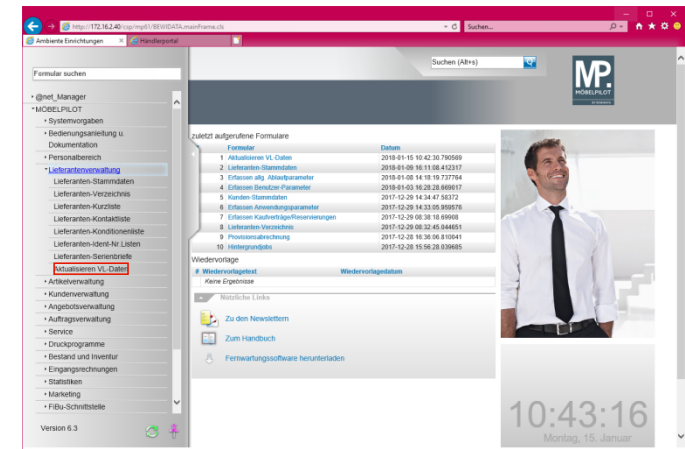 http://172.16.2.40/csp/mp61/BEWIDATA.mainFrame.cls
Suchen...
Ambiente Einrichtungen
Händlerportal
Suchen (Alt+s)
MP.
MÖBELPILOT
Formular suchen
@net_Manager
MÖBELPILOT
Systemvorgaben
Bedienungsanleitung u.
Dokumentation
Personalbereich
Lieferantenverwaltung
Lieferanten-Stammdaten
Lieferanten-Verzeichnis
Lieferanten-Kurzliste
Lieferanten-Kontaktliste
Lieferanten-Konditionenliste
Lieferanten-Ident-Nr.Listen
Lieferanten-Serienbriefe
Aktualisieren VL-Daten
Artikelverwaltung
Kundenverwaltung
Angebotsverwaltung
Auftragsverwaltung
Service
Druckprogramme
Bestand und Inventur
Eingangsrechnungen
Statistiken
Marketing
FiBu-Schnittstelle
Version 6.3
zuletzt aufgerufene Formulare
Formular Datum
1 Aktualisieren VL-Daten 2018-01-15 10:42:30.790569
2 Lieferanten-Stammdaten 2018-01-09 16:11:08.412317
3 Erfassen allg. Ablaufparameter 2018-01-08 14:18:19.737764
4 Erfassen Benutzer-Parameter 2018-01-03 16:28:28.669017
5 Kunden-Stammdaten 2017-12-29 14:34:47.58372
6 Erfassen Anwendungsparameter 2017-12-29 14:33:05.959576
7 Erfassen Kaufverträge/Reservierungen 2017-12-29 08:38:18.69908
8 Lieferanten-Verzeichnis 2017-12-29 08:32:45.044651
9 Provisionsabrechnung 2017-12-28 16:36:06.810041
10 Hintergrundjobs 2017-12-28 15:56:28.039685
Wiedervorlage
# Wiedervorlagetext Wiedervorlagedatum
Keine Ergebnisse
Nützliche Links
Zu den Newslettern
Zum Handbuch
Fernwartungssoftware herunterladen
10:43:16
Montag, 15. Januar